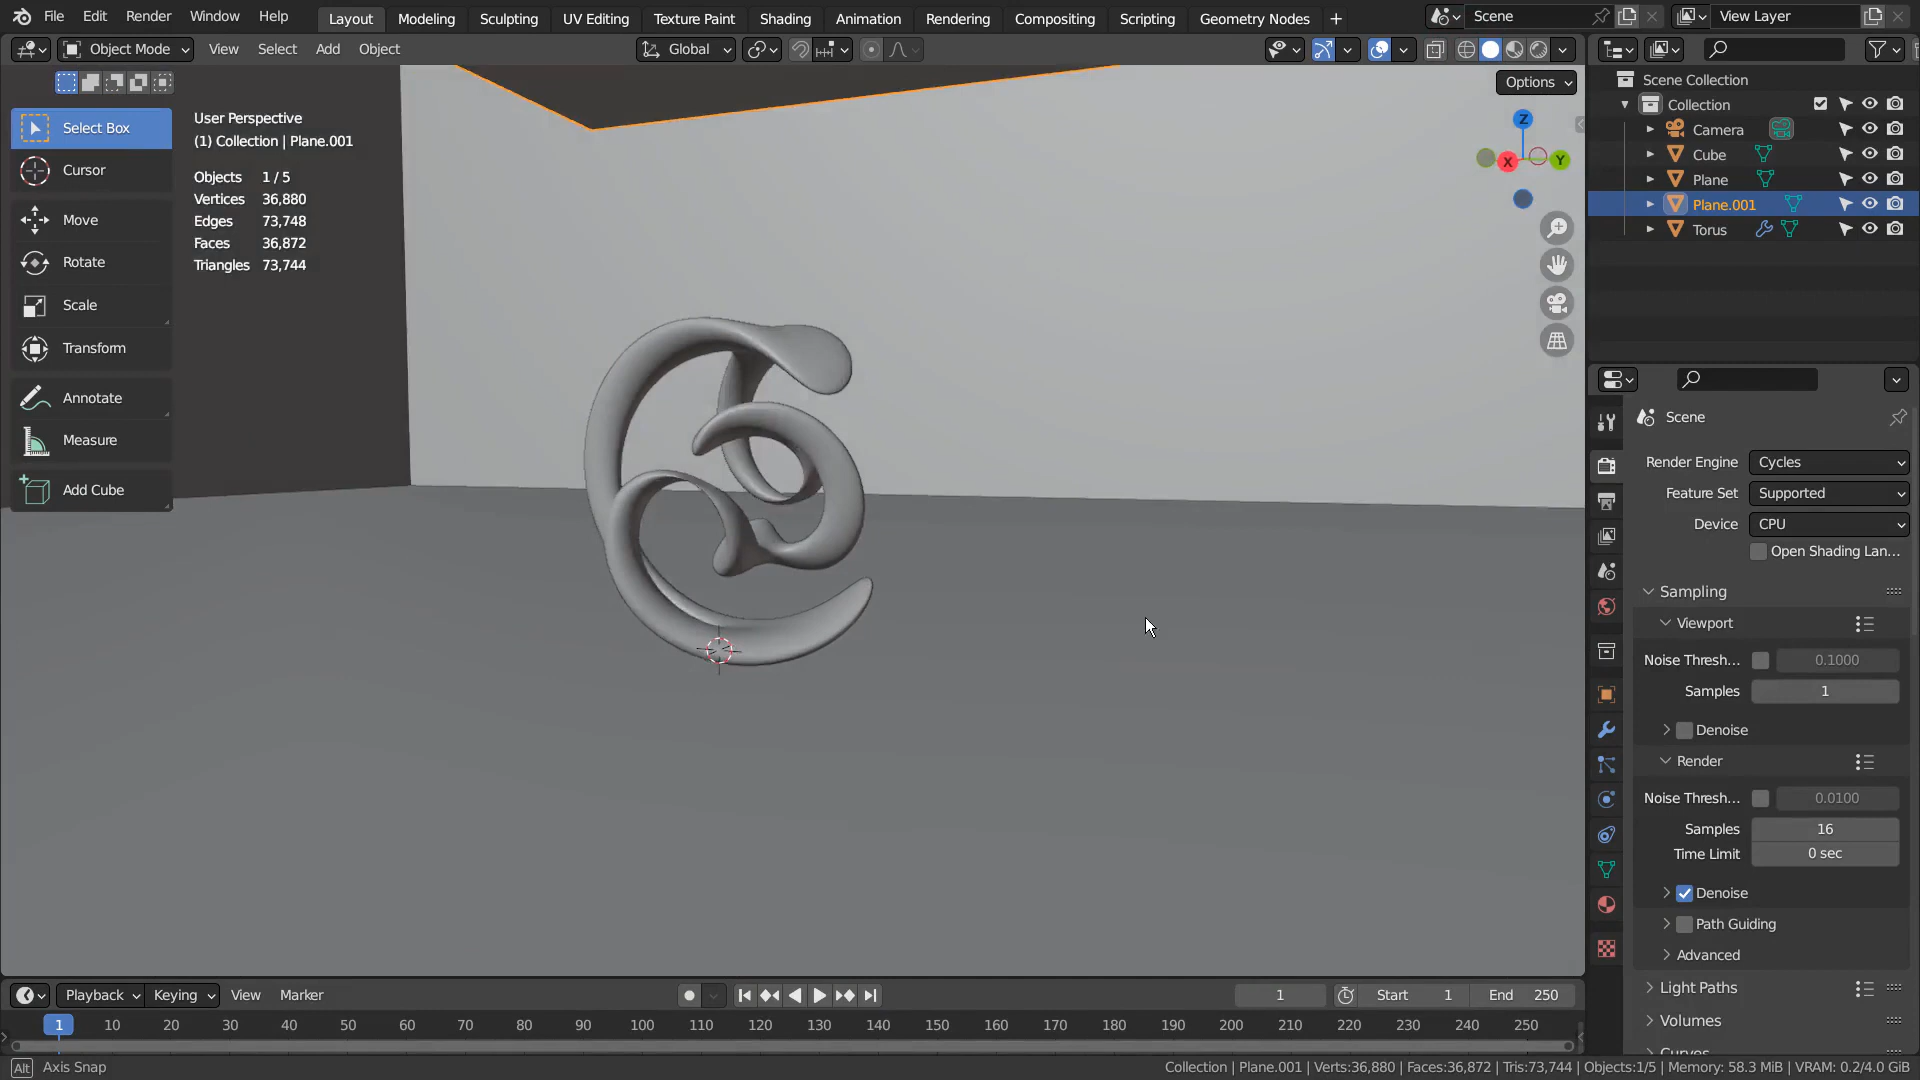 File Edit Render Window Help Layout Modeling Sculpting UV Editing Texture Paint Shading Animation Rendering Compositing Scripting Geometry Nodes + Scene View Layer
Object Mode View Select Add Object Global
Options
Select Box
Cursor
Move
Rotate
Scale
Transform
Annotate
Measure
Add Cube
User Perspective
(1) Collection | Plane.001
Objects 1 / 5
Vertices 36,880
Edges 73,748
Faces 36,872
Triangles 73,744
Z
X
Y
Scene Collection
Collection
Camera
Cube
Plane
Plane.001
Torus
Scene
Render Engine Cycles
Feature Set Supported
Device CPU
Open Shading Lan...
Sampling
Viewport
Noise Thresh... 0.1000
Samples 1
Denoise
Render
Noise Thresh... 0.0100
Samples 16
Time Limit 0 sec
Denoise
Path Guiding
Advanced
Light Paths
Volumes
Curves
Playback Keying View Marker 1 Start 1 End 250
1 10 20 30 40 50 60 70 80 90 100 110 120 130 140 150 160 170 180 190 200 210 220 230 240 250
Alt Axis Snap Collection | Plane.001 | Verts:36,880 | Faces:36,872 | Tris:73,744 | Objects:1/5 | Memory: 58.3 MiB | VRAM: 0.2/4.0 GiB